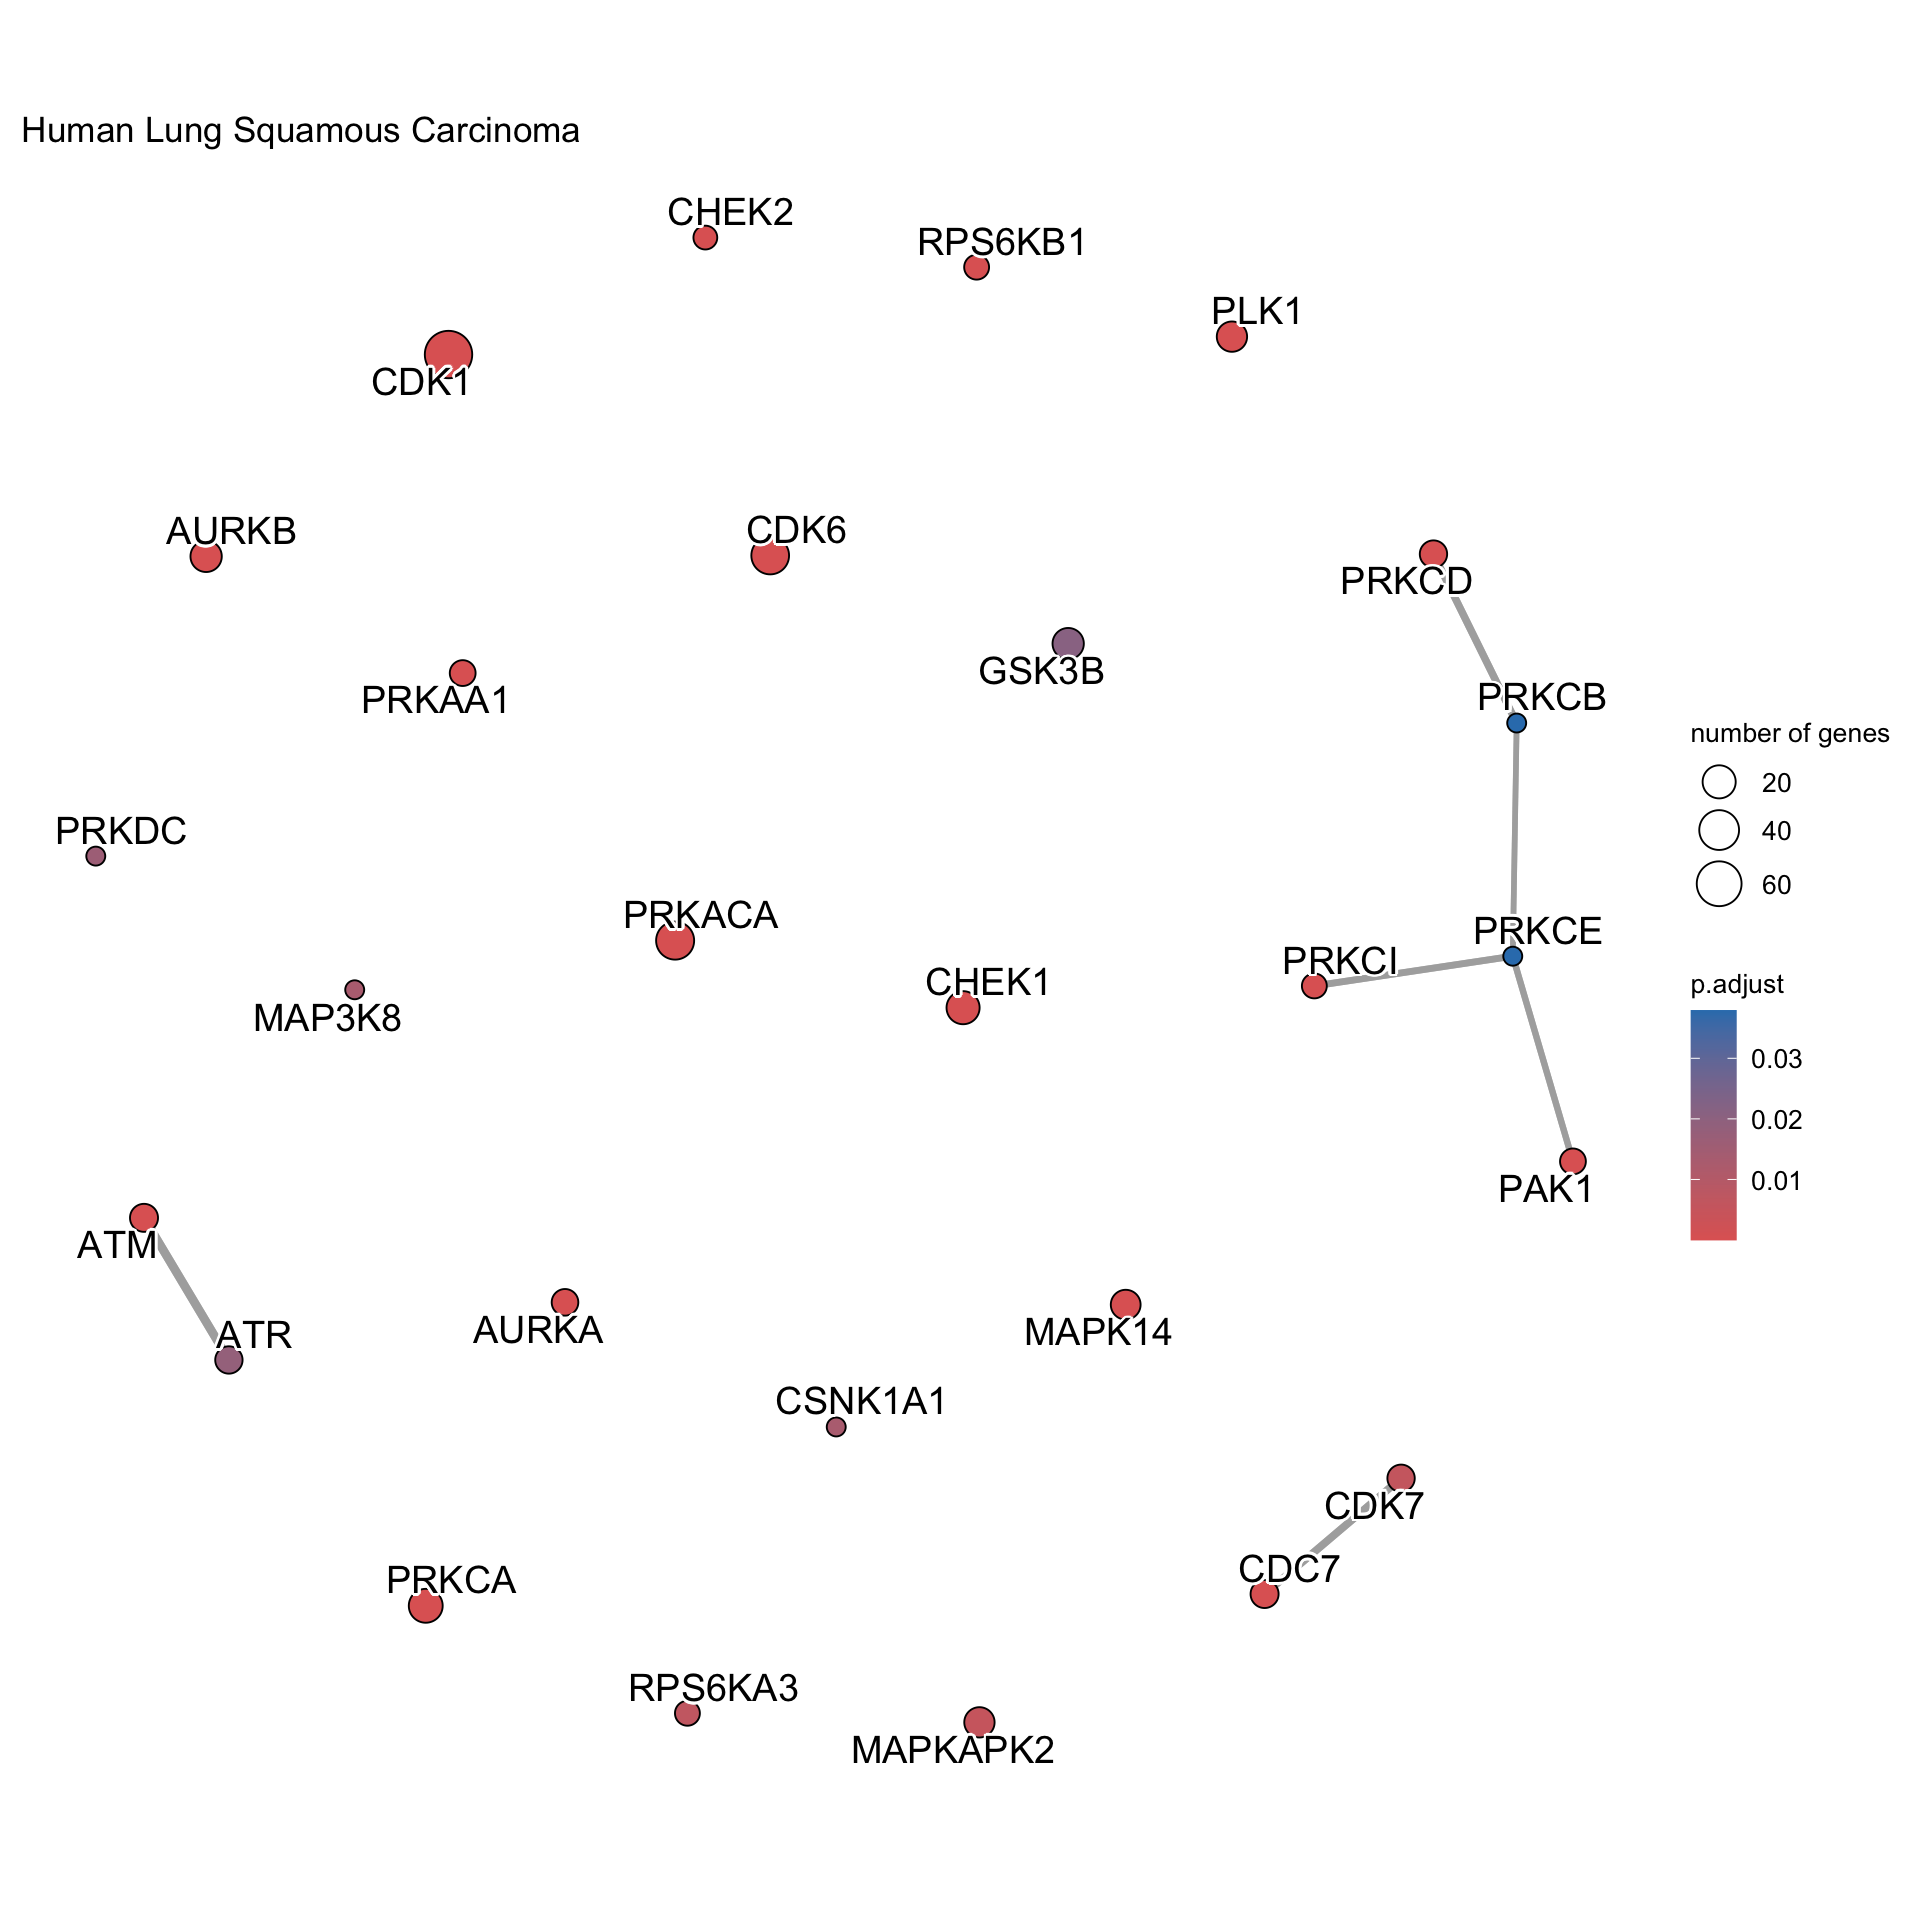 Human Lung Squamous Carcinoma
CHEK2
RPS6KB1
PLK1
CDK1
AURKB
CDK6
PRKCD
GSK3B
PRKAA1
PRKCB
number of genes
20
40
60
PRKDC
PRKACA
PRKCE
PRKCI
CHEK1
MAP3K8
p.adjust
0.03
0.02
0.01
PAK1
ATM
ATR
AURKA
MAPK14
CSNK1A1
CDK7
CDC7
PRKCA
RPS6KA3
MAPKAPK2